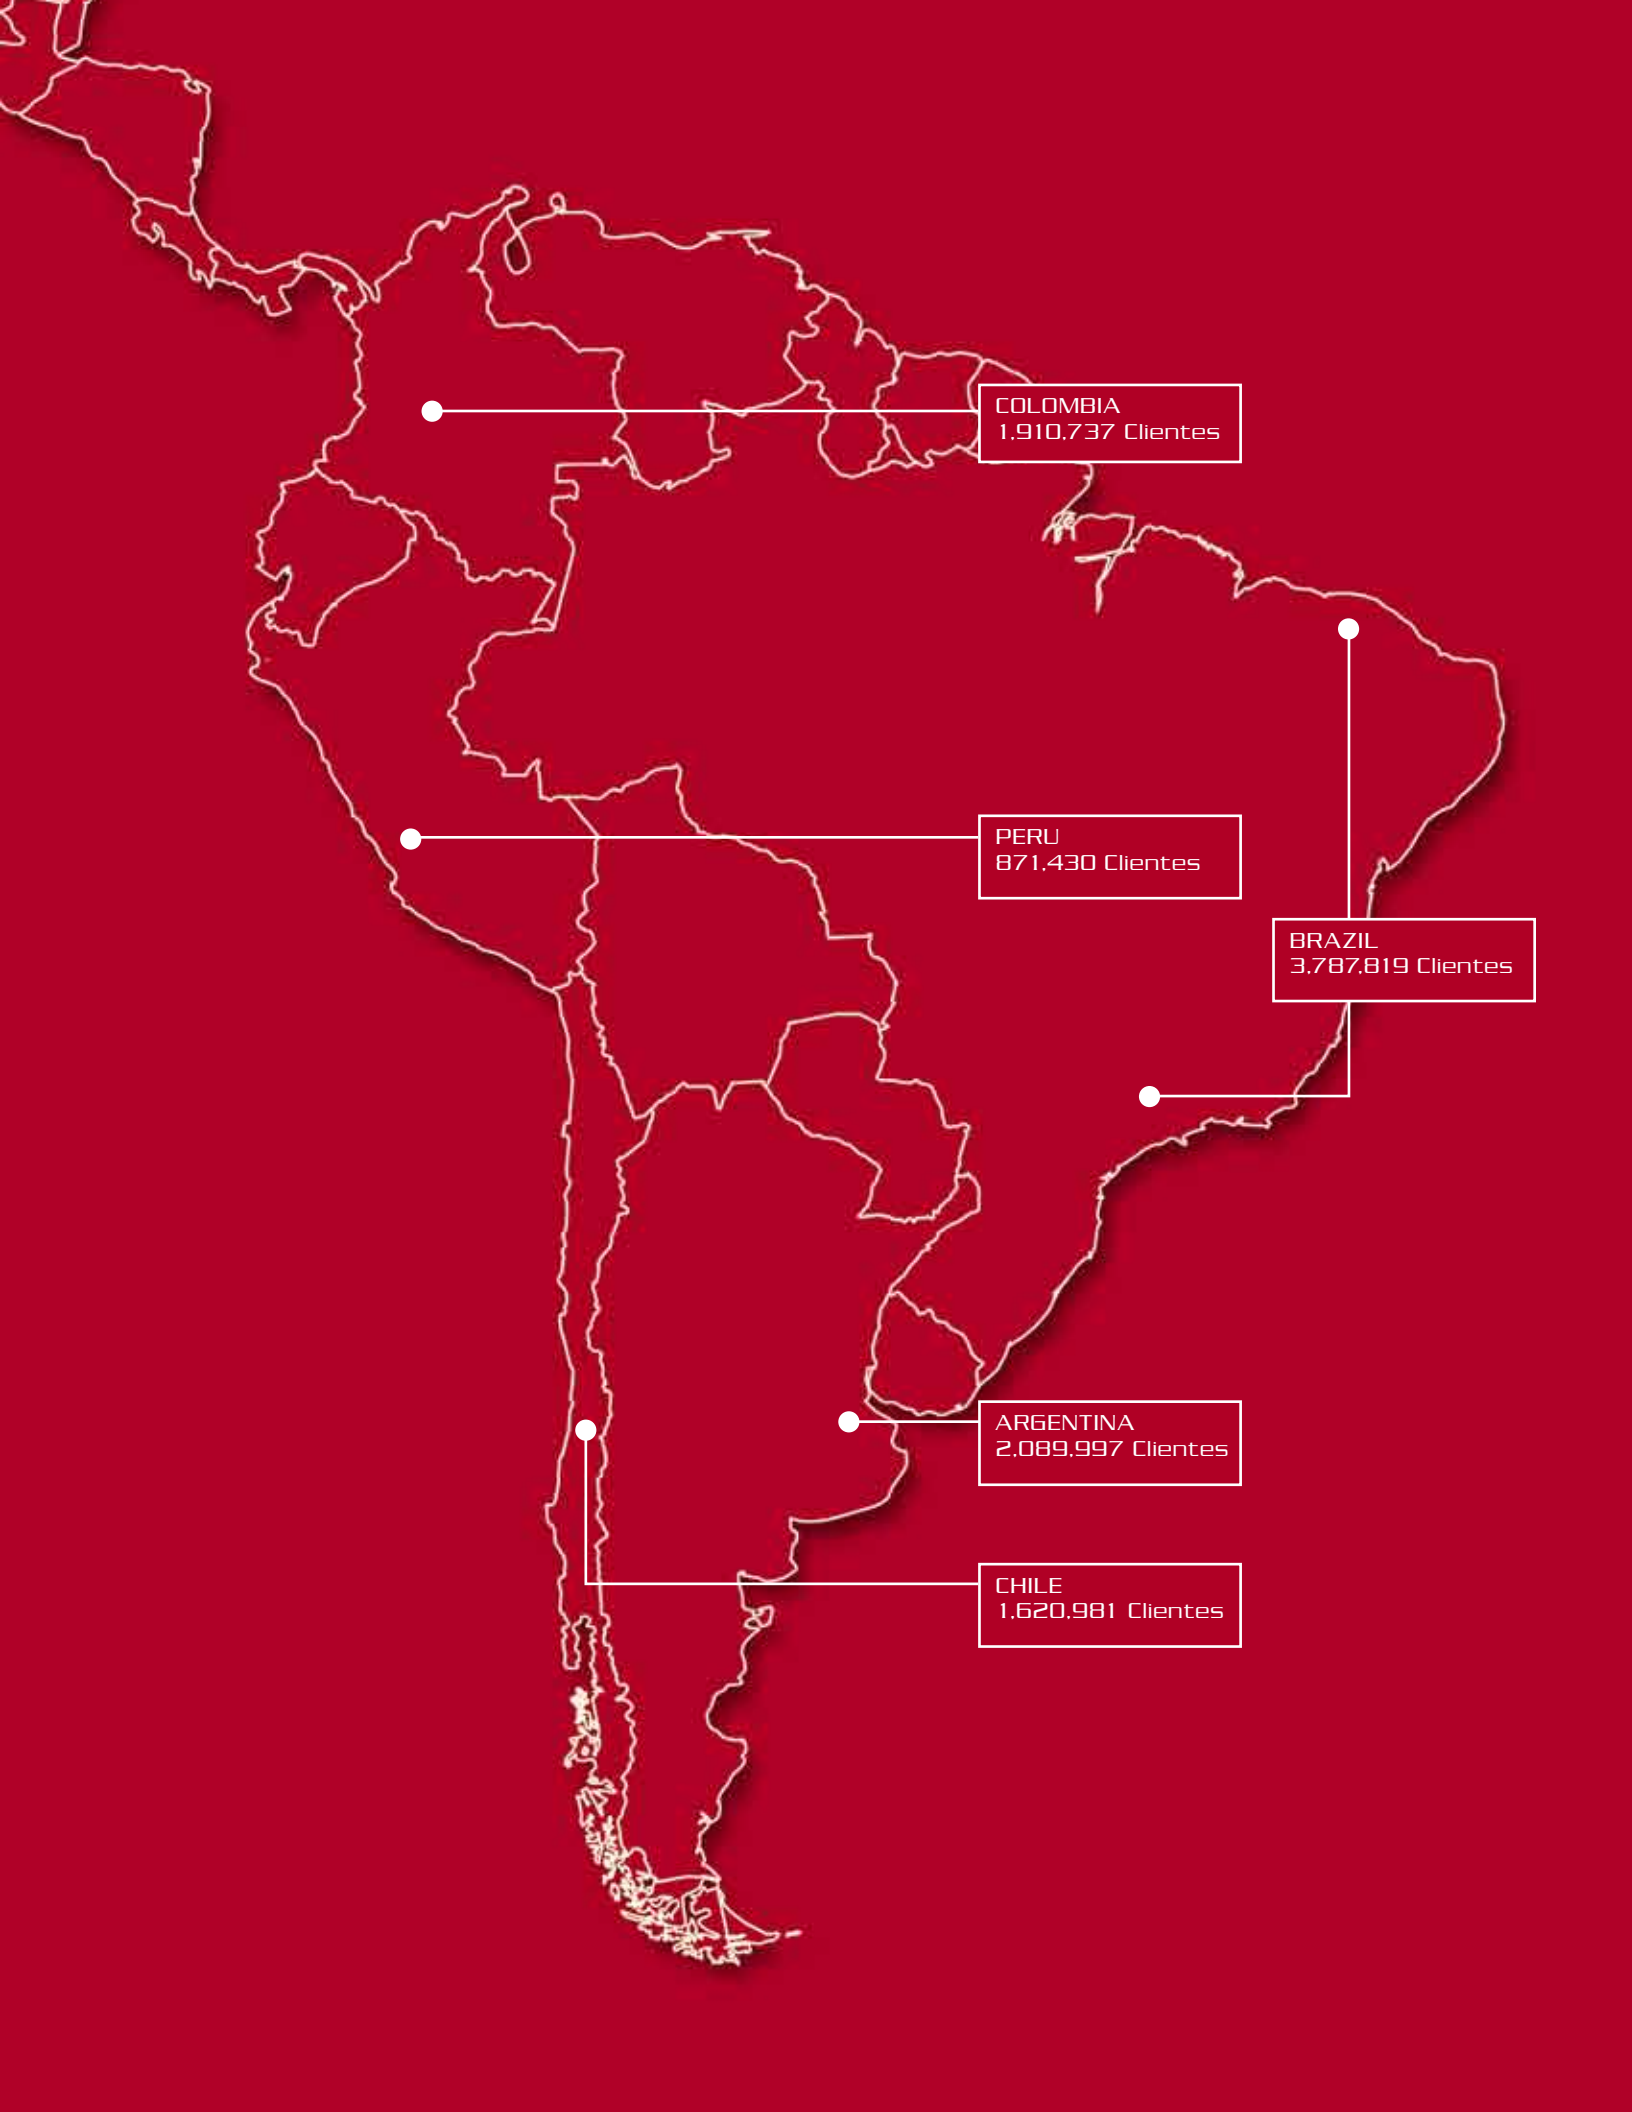 COLOMBIA
1,910,737 Clientes
PERU
871,430 Clientes
BRAZIL
3,787,819 Clientes
ARGENTINA
2,089,997 Clientes
CHILE
1,620,981 Clientes